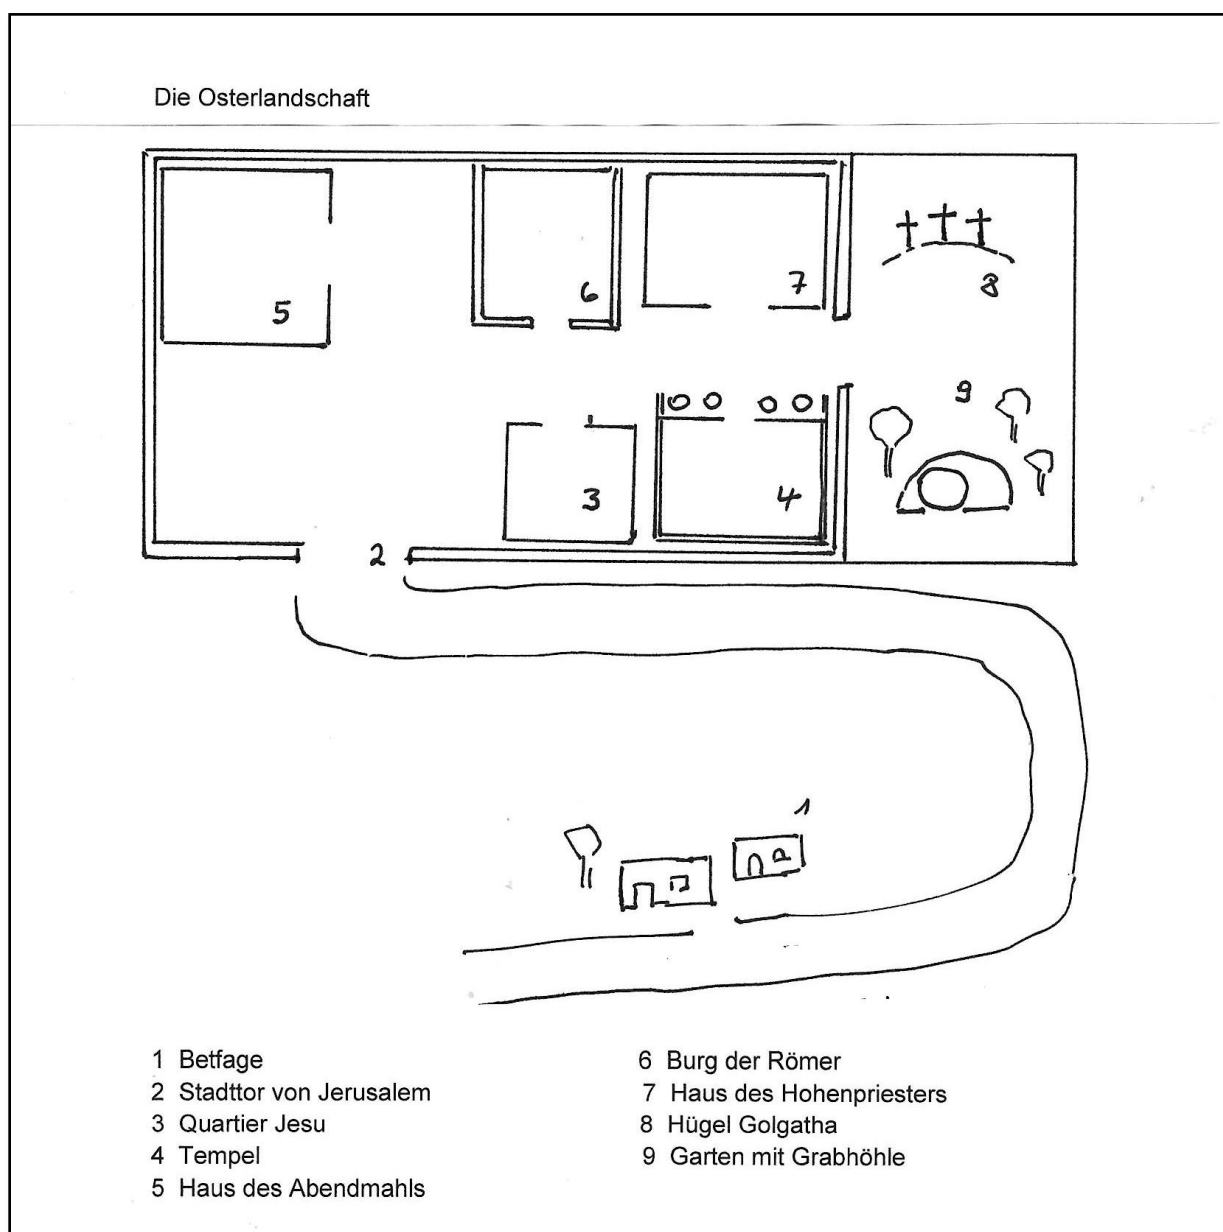 Die Osterlandschaft
5
6
7
8
9
3
4
2
1
1 Betfage
2 Stadttor von Jerusalem
3 Quartier Jesu
4 Tempel
5 Haus des Abendmahls
6 Burg der Römer
7 Haus des Hohenpriesters
8 Hügel Golgatha
9 Garten mit Grabhöhle